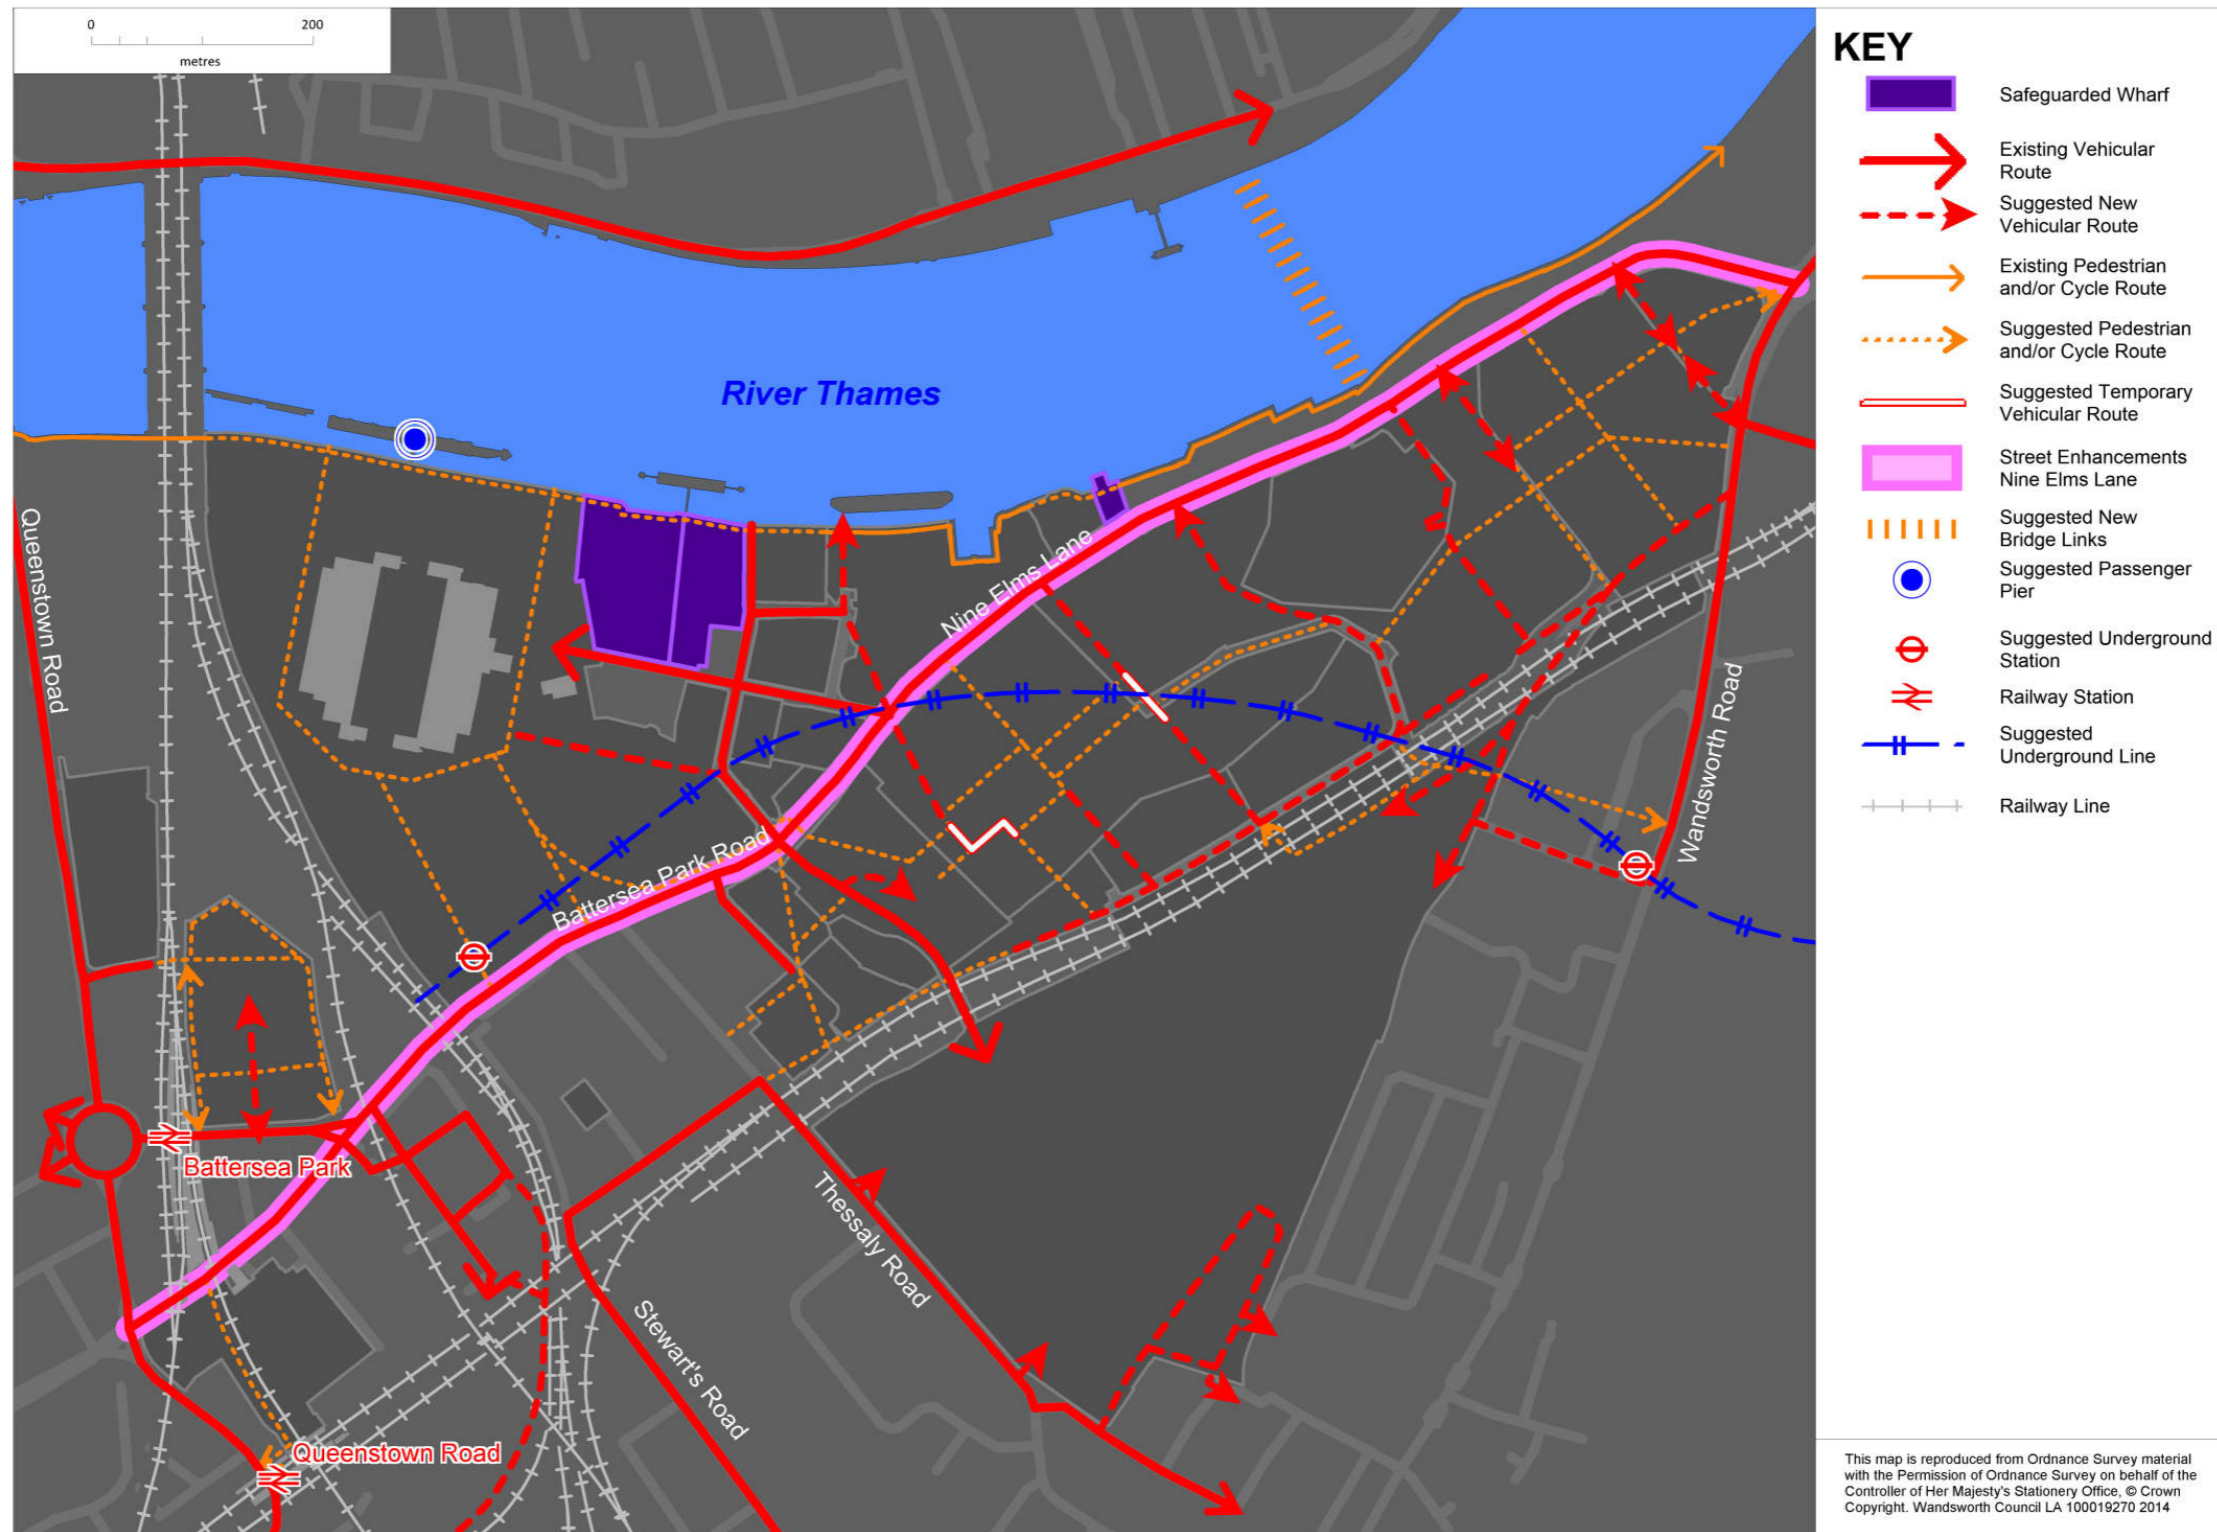 0 200
metres
KEY
Safeguarded Wharf
Existing Vehicular
Route
Suggested New
Vehicular Route
Existing Pedestrian
and/or Cycle Route
Suggested Pedestrian
and/or Cycle Route
Suggested Temporary
Vehicular Route
Street Enhancements
Nine Elms Lane
Suggested New
Bridge Links
Suggested Passenger
Pier
Suggested Underground
Station
Railway Station
Suggested
Underground Line
Railway Line
River Thames
Queenstown Road
Nine Elms Lane
Wandsworth Road
Battersea Park Road
Battersea Park
Thessaly Road
Stewart's Road
Queenstown Road
This map is reproduced from Ordnance Survey material
with the Permission of Ordnance Survey on behalf of the
Controller of Her Majesty's Stationery Office, © Crown
Copyright. Wandsworth Council LA 100019270 2014